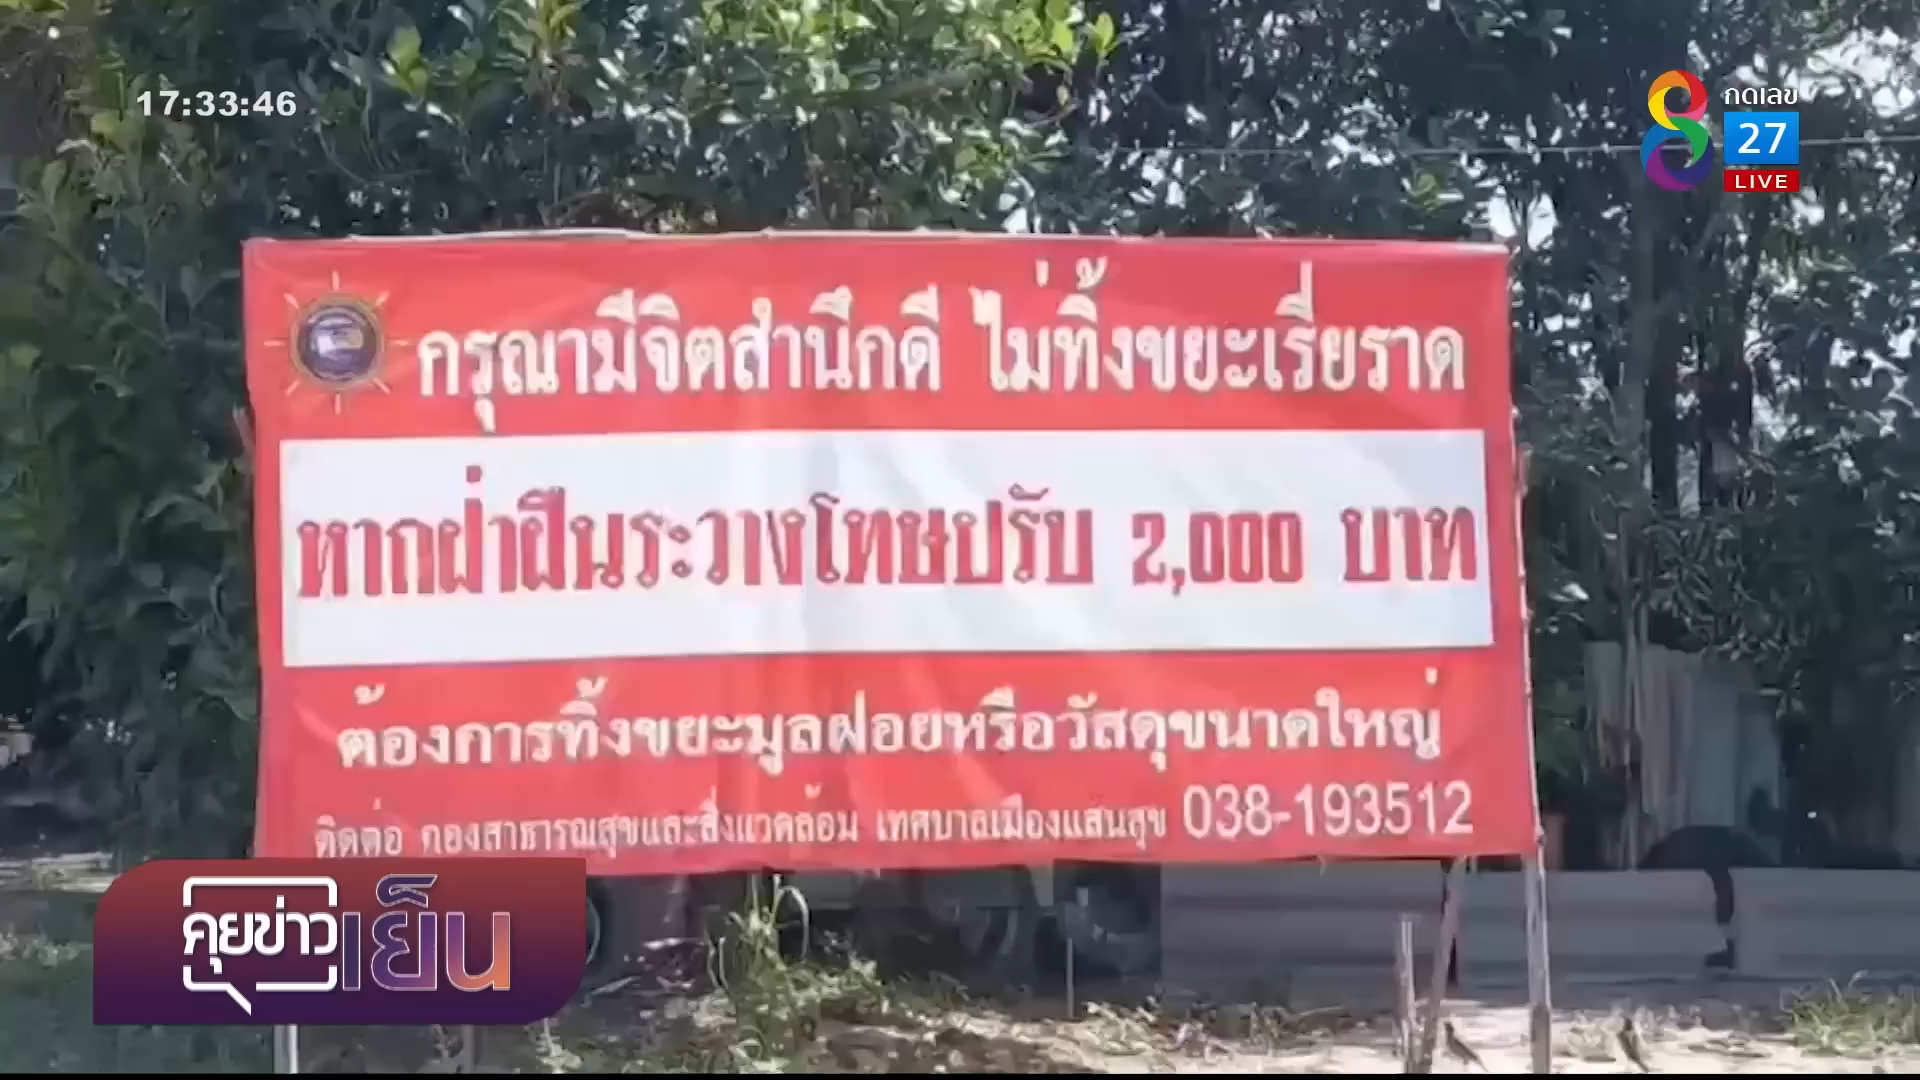 17:33:46
กดเลข
27
LIVE
กรุณามีจิตสำนึกดี ไม่ทิ้งขยะเรี่ยราด
หากฝ่าฝืนระวางโทษปรับ 2,000 บาท
ต้องการทิ้งขยะมูลฝอยหรือวัสดุขนาดใหญ่
ติดต่อ กองสาธารณสุขและสิ่งแวดล้อม เทศบาลเมืองแสนสุข 038-193512
คุยข่าวเย็น